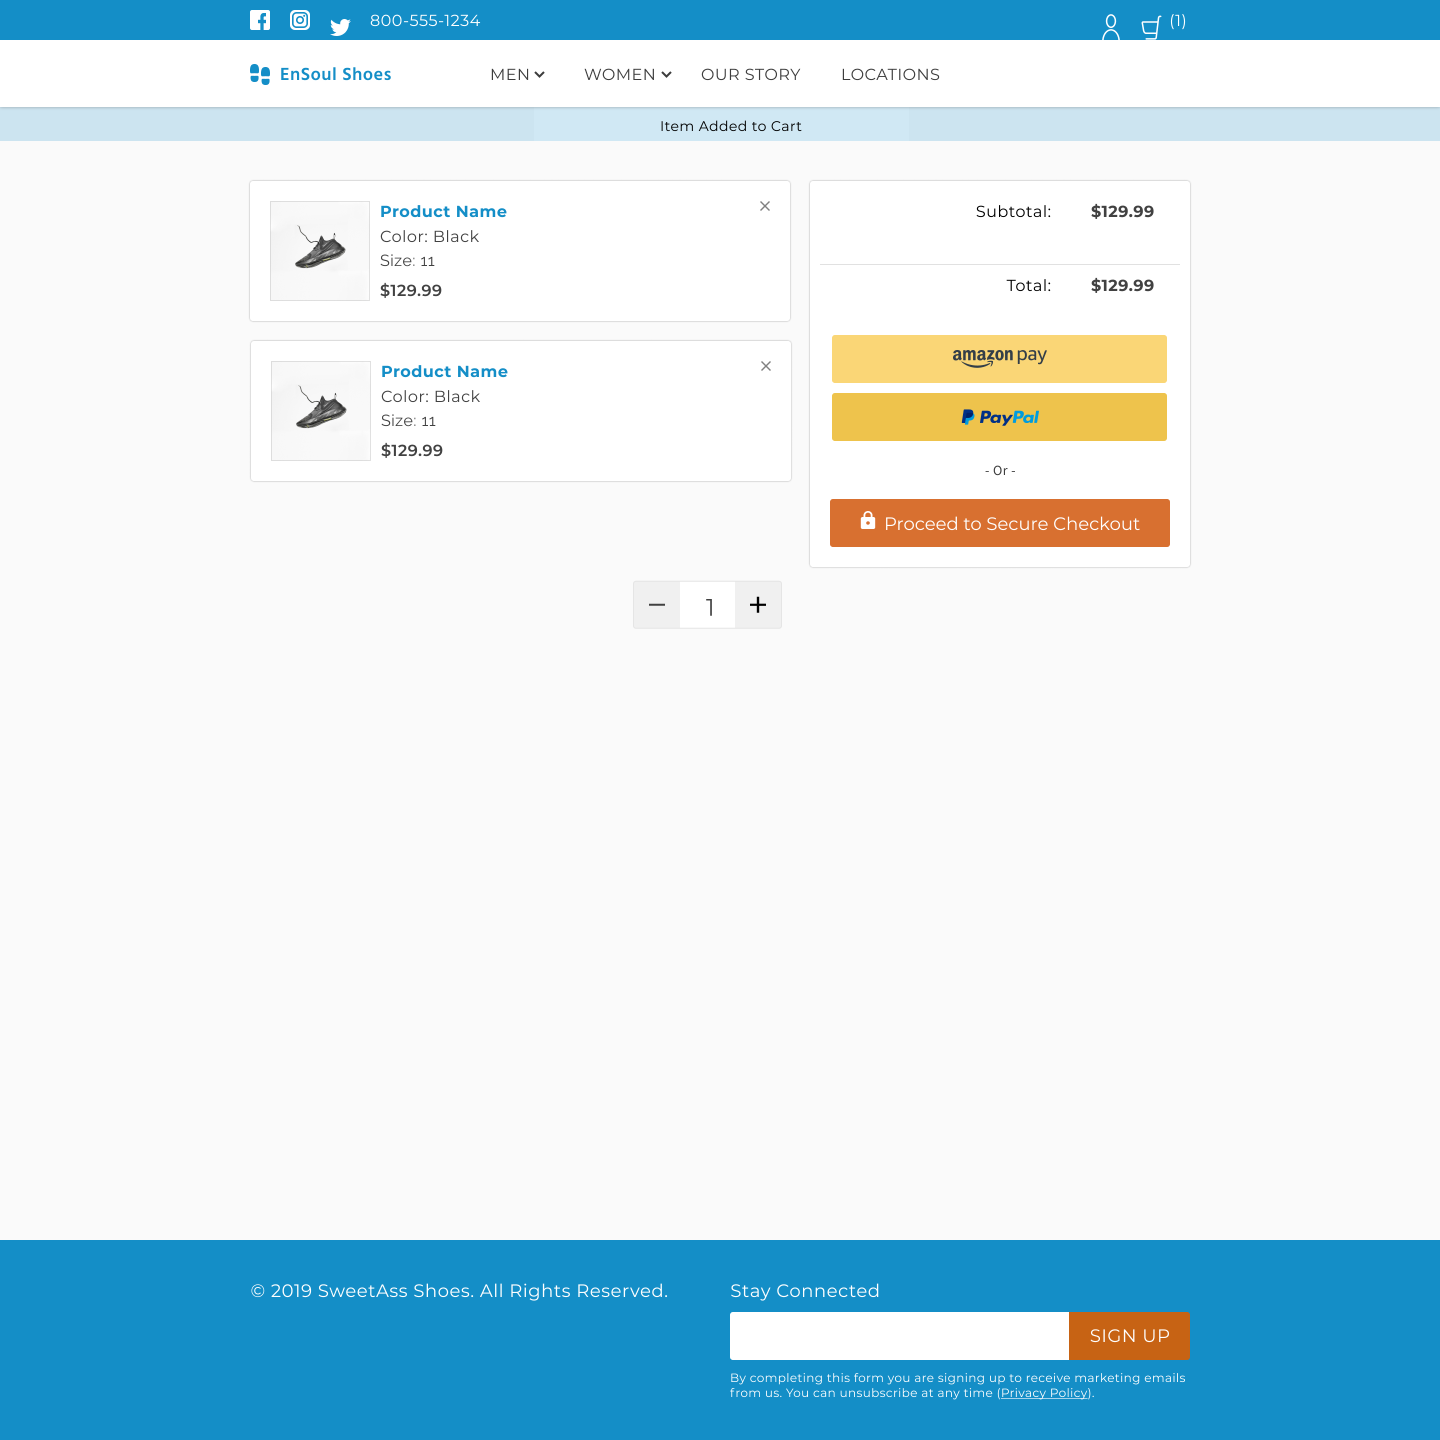 800-555-1234
(1)
EnSoul Shoes
MEN
WOMEN
OUR STORY
LOCATIONS
Item Added to Cart
Product Name
Color: Black
Size: 11
$129.99
Product Name
Color: Black
Size: 11
$129.99
Subtotal: $129.99
Total: $129.99
amazon pay
PayPal
- Or -
Proceed to Secure Checkout
1
© 2019 SweetAss Shoes. All Rights Reserved.
Stay Connected
SIGN UP
By completing this form you are signing up to receive marketing emails
from us. You can unsubscribe at any time (Privacy Policy).